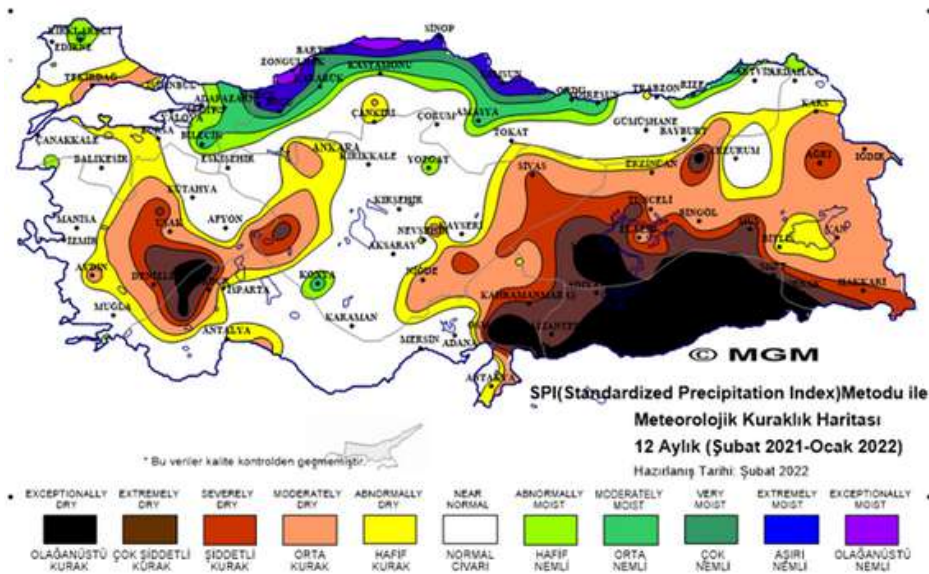 SİNOP
KIRKLARELİ
EDİRNE
BARTIN
ZONGULDAK
KASTAMONU
TEKİRDAĞ
KARABÜK
SAMSUN
ADAPAZARI
ORDU
GİRESUN
TRABZON
RİZE
ARTVİN
ARDAHAN
YALOVA
ÇANKIRI
AMASYA
KARS
ÇANAKKALE
BURSA
BİLECİK
ÇORUM
TOKAT
GÜMÜŞHANE
BAYBURT
BALIKESİR
ESKİŞEHİR
ANKARA
KIRIKKALE
YOZGAT
SİVAS
ERZİNCAN
ERZURUM
AĞRI
IĞDIR
KÜTAHYA
MANİSA
UŞAK
AFYON
KIRŞEHİR
TUNCELİ
BİNGÖL
MUŞ
İZMİR
NEVŞEHİR
KAYSERİ
ELAZIĞ
BİTLİS
VAN
AKSARAY
AYDIN
DENİZLİ
ISPARTA
KONYA
NİĞDE
KAHRAMANMARAŞ
HAKKARİ
MUĞLA
ANTALYA
KARAMAN
MERSİN
ADANA
GAZİANTEP
ANTAKYA
© MGM
SPI(Standardized Precipitation Index)Metodu ile
Meteorolojik Kuraklık Haritası
12 Aylık (Şubat 2021-Ocak 2022)
Hazırlanış Tarihi: Şubat 2022
* Bu veriler kalite kontrolden geçmemiştir.
EXCEPTIONALLY DRY
EXTREMELY DRY
SEVERELY DRY
MODERATELY DRY
ABNORMALLY DRY
NEAR NORMAL
ABNORMALLY MOIST
MODERATELY MOIST
VERY MOIST
EXTREMELY MOIST
EXCEPTIONALLY MOIST
OLAĞANÜSTÜ KURAK
ÇOK ŞİDDETLİ KURAK
ŞİDDETLİ KURAK
ORTA KURAK
HAFİF KURAK
NORMAL CİVARI
HAFİF NEMLİ
ORTA NEMLİ
ÇOK NEMLİ
AŞIRI NEMLİ
OLAĞANÜSTÜ NEMLİ